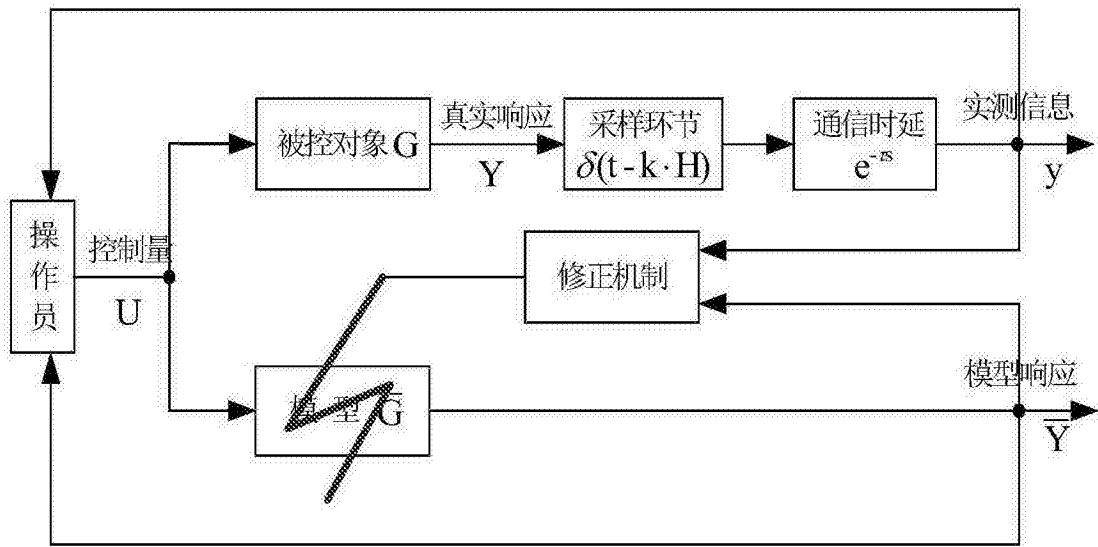 被控对象G
真实响应
Y
采样环节
δ(t-k·H)
通信时延
e^{-τs}
实测信息
y
操作员
控制量
U
修正机制
模型 G̅
模型响应
Y̅